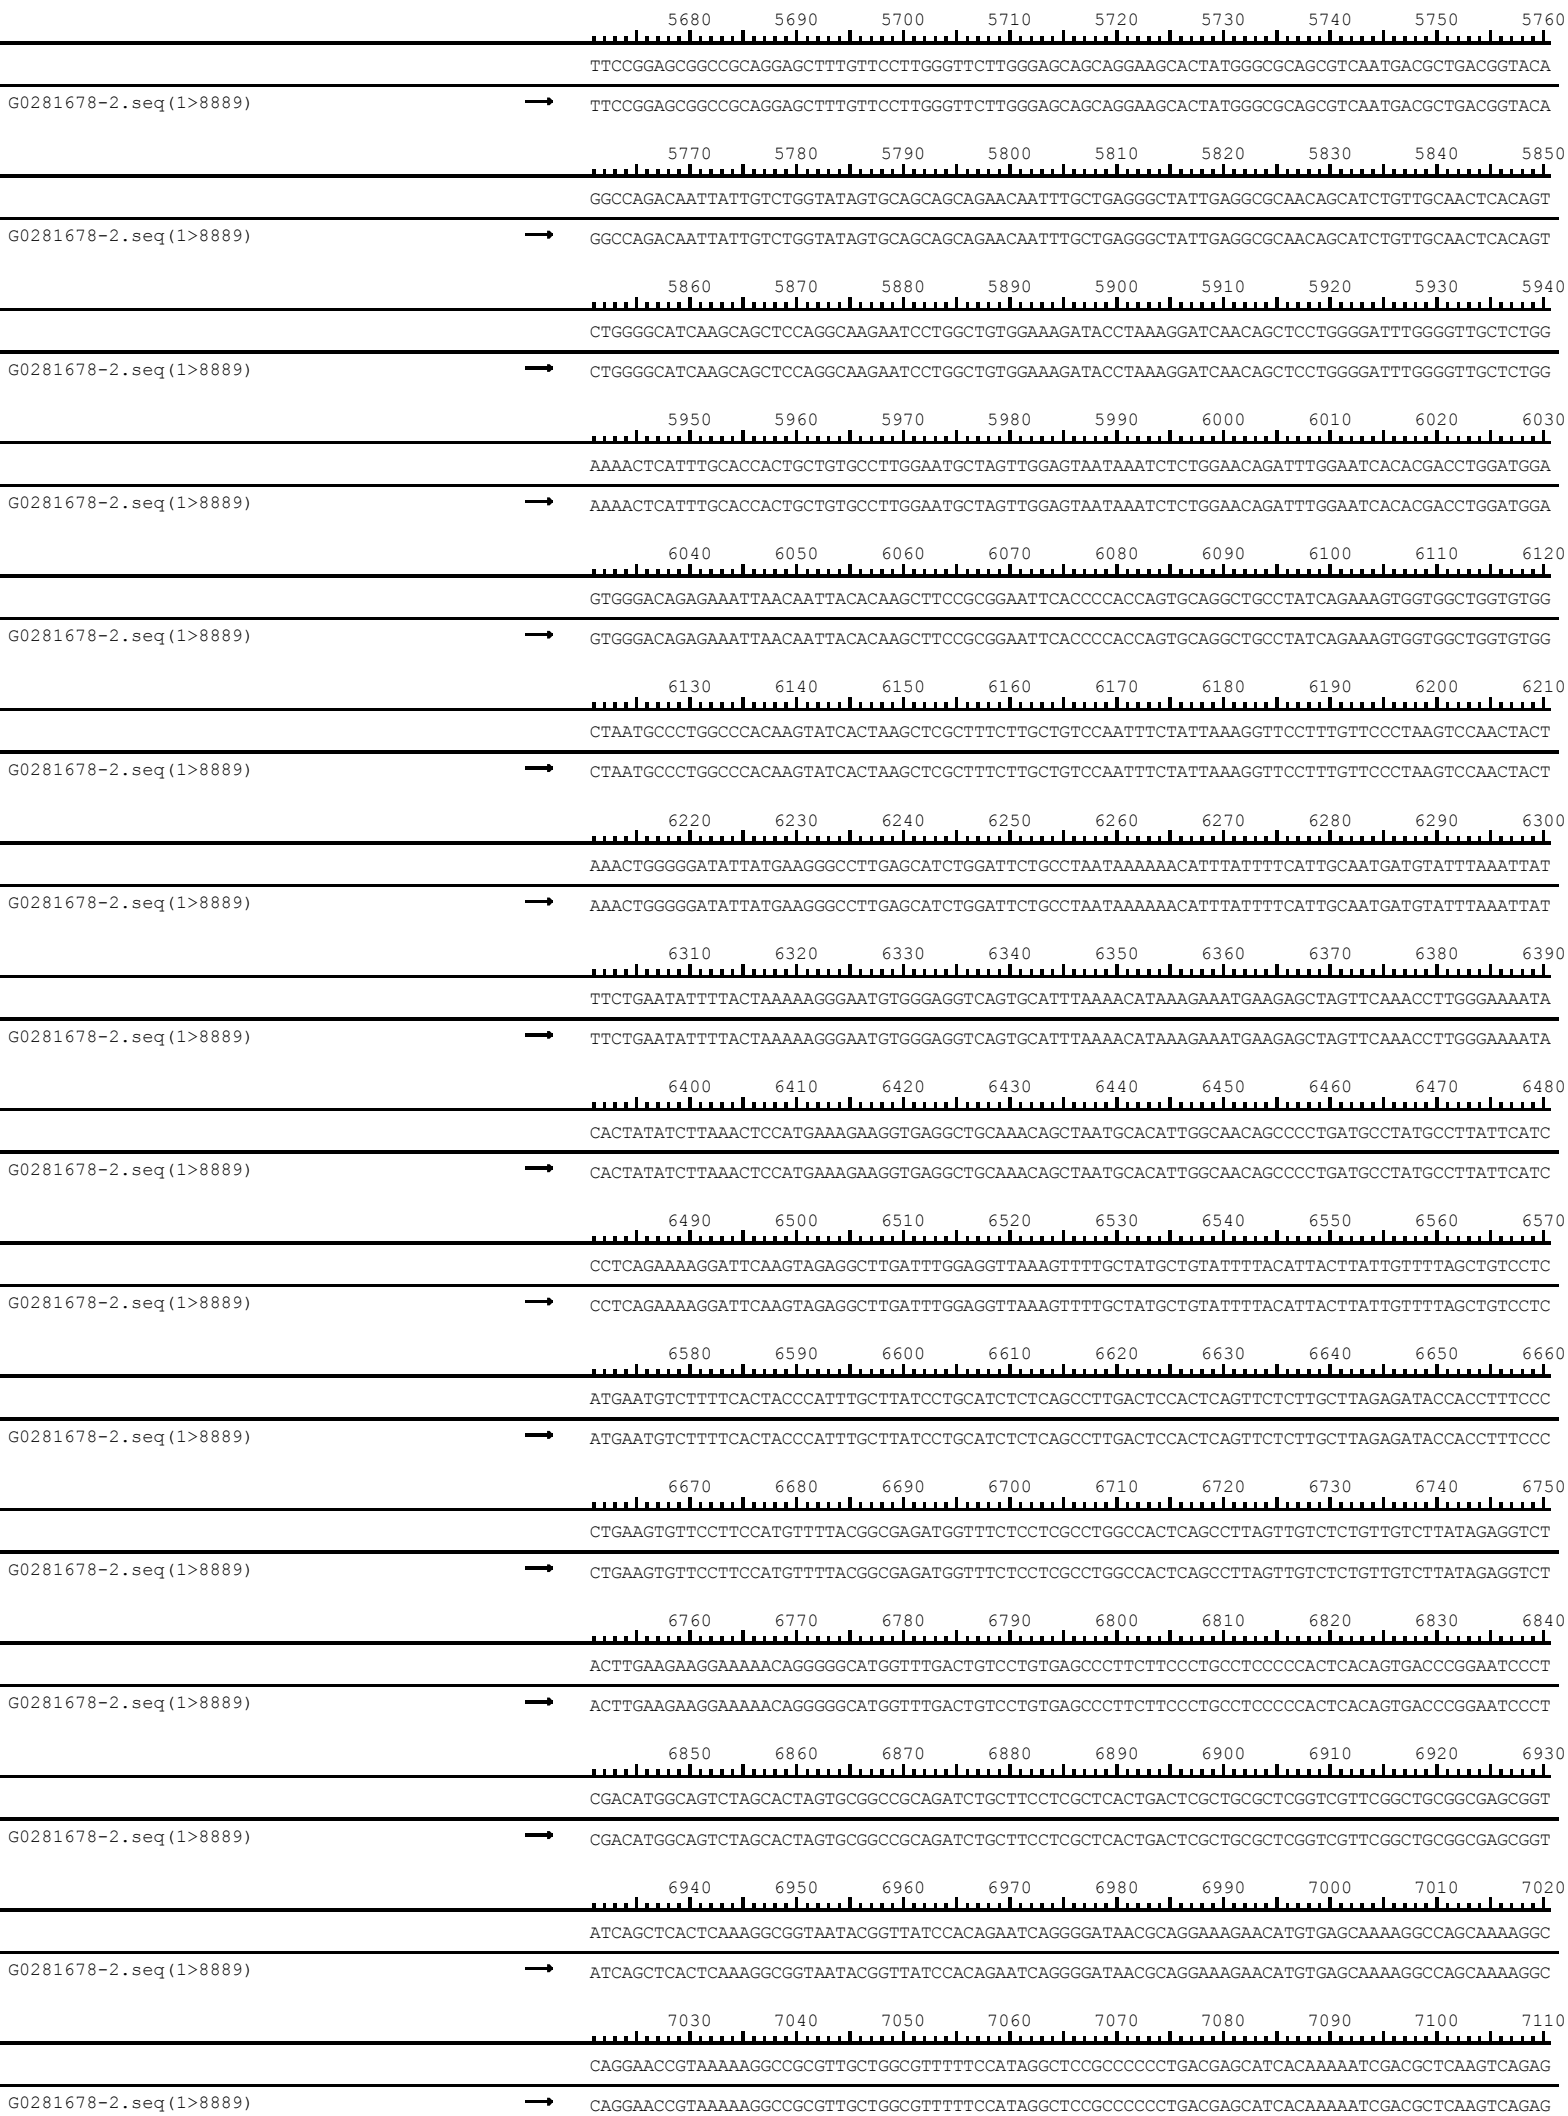 5680 5690 5700 5710 5720 5730 5740 5750 5760
TTCCGGAGCGGCCGCAGGAGCTTTGTTCCTTGGGTTCTTGGGAGCAGCAGGAAGCACTATGGGCGCAGCGTCAATGACGCTGACGGTACA
G0281678-2.seq(1>8889) → TTCCGGAGCGGCCGCAGGAGCTTTGTTCCTTGGGTTCTTGGGAGCAGCAGGAAGCACTATGGGCGCAGCGTCAATGACGCTGACGGTACA
5770 5780 5790 5800 5810 5820 5830 5840 5850
GGCCAGACAATTATTGTCTGGTATAGTGCAGCAGCAGAACAATTTGCTGAGGGCTATTGAGGCGCAACAGCATCTGTTGCAACTCACAGT
G0281678-2.seq(1>8889) → GGCCAGACAATTATTGTCTGGTATAGTGCAGCAGCAGAACAATTTGCTGAGGGCTATTGAGGCGCAACAGCATCTGTTGCAACTCACAGT
5860 5870 5880 5890 5900 5910 5920 5930 5940
CTGGGGCATCAAGCAGCTCCAGGCAAGAATCCTGGCTGTGGAAAGATACCTAAAGGATCAACAGCTCCTGGGGATTTGGGGTTGCTCTGG
G0281678-2.seq(1>8889) → CTGGGGCATCAAGCAGCTCCAGGCAAGAATCCTGGCTGTGGAAAGATACCTAAAGGATCAACAGCTCCTGGGGATTTGGGGTTGCTCTGG
5950 5960 5970 5980 5990 6000 6010 6020 6030
AAAACTCATTTGCACCACTGCTGTGCCTTGGAATGCTAGTTGGAGTAATAAATCTCTGGAACAGATTTGGAATCACACGACCTGGATGGA
G0281678-2.seq(1>8889) → AAAACTCATTTGCACCACTGCTGTGCCTTGGAATGCTAGTTGGAGTAATAAATCTCTGGAACAGATTTGGAATCACACGACCTGGATGGA
6040 6050 6060 6070 6080 6090 6100 6110 6120
GTGGGACAGAGAAATTAACAATTACACAAGCTTCCGCGGAATTCACCCCACCAGTGCAGGCTGCCTATCAGAAAGTGGTGGCTGGTGTGG
G0281678-2.seq(1>8889) → GTGGGACAGAGAAATTAACAATTACACAAGCTTCCGCGGAATTCACCCCACCAGTGCAGGCTGCCTATCAGAAAGTGGTGGCTGGTGTGG
6130 6140 6150 6160 6170 6180 6190 6200 6210
CTAATGCCCTGGCCCACAAGTATCACTAAGCTCGCTTTCTTGCTGTCCAATTTCTATTAAAGGTTCCTTTGTTCCCTAAGTCCAACTACT
G0281678-2.seq(1>8889) → CTAATGCCCTGGCCCACAAGTATCACTAAGCTCGCTTTCTTGCTGTCCAATTTCTATTAAAGGTTCCTTTGTTCCCTAAGTCCAACTACT
6220 6230 6240 6250 6260 6270 6280 6290 6300
AAACTGGGGGATATTATGAAGGGCCTTGAGCATCTGGATTCTGCCTAATAAAAAACATTTATTTTCATTGCAATGATGTATTTAAATTAT
G0281678-2.seq(1>8889) → AAACTGGGGGATATTATGAAGGGCCTTGAGCATCTGGATTCTGCCTAATAAAAAACATTTATTTTCATTGCAATGATGTATTTAAATTAT
6310 6320 6330 6340 6350 6360 6370 6380 6390
TTCTGAATATTTTACTAAAAAGGGAATGTGGGAGGTCAGTGCATTTAAAACATAAAGAAATGAAGAGCTAGTTCAAACCTTGGGAAAATA
G0281678-2.seq(1>8889) → TTCTGAATATTTTACTAAAAAGGGAATGTGGGAGGTCAGTGCATTTAAAACATAAAGAAATGAAGAGCTAGTTCAAACCTTGGGAAAATA
6400 6410 6420 6430 6440 6450 6460 6470 6480
CACTATATCTTAAACTCCATGAAAGAAGGTGAGGCTGCAAACAGCTAATGCACATTGGCAACAGCCCCTGATGCCTATGCCTTATTCATC
G0281678-2.seq(1>8889) → CACTATATCTTAAACTCCATGAAAGAAGGTGAGGCTGCAAACAGCTAATGCACATTGGCAACAGCCCCTGATGCCTATGCCTTATTCATC
6490 6500 6510 6520 6530 6540 6550 6560 6570
CCTCAGAAAAGGATTCAAGTAGAGGCTTGATTTGGAGGTTAAAGTTTTGCTATGCTGTATTTTACATTACTTATTGTTTTAGCTGTCCTC
G0281678-2.seq(1>8889) → CCTCAGAAAAGGATTCAAGTAGAGGCTTGATTTGGAGGTTAAAGTTTTGCTATGCTGTATTTTACATTACTTATTGTTTTAGCTGTCCTC
6580 6590 6600 6610 6620 6630 6640 6650 6660
ATGAATGTCTTTTCACTACCCATTTGCTTATCCTGCATCTCTCAGCCTTGACTCCACTCAGTTCTCTTGCTTAGAGATACCACCTTTCCC
G0281678-2.seq(1>8889) → ATGAATGTCTTTTCACTACCCATTTGCTTATCCTGCATCTCTCAGCCTTGACTCCACTCAGTTCTCTTGCTTAGAGATACCACCTTTCCC
6670 6680 6690 6700 6710 6720 6730 6740 6750
CTGAAGTGTTCCTTCCATGTTTTACGGCGAGATGGTTTCTCCTCGCCTGGCCACTCAGCCTTAGTTGTCTCTGTTGTCTTATAGAGGTCT
G0281678-2.seq(1>8889) → CTGAAGTGTTCCTTCCATGTTTTACGGCGAGATGGTTTCTCCTCGCCTGGCCACTCAGCCTTAGTTGTCTCTGTTGTCTTATAGAGGTCT
6760 6770 6780 6790 6800 6810 6820 6830 6840
ACTTGAAGAAGGAAAAACAGGGGGCATGGTTTGACTGTCCTGTGAGCCCTTCTTCCCTGCCTCCCCCACTCACAGTGACCCGGAATCCCT
G0281678-2.seq(1>8889) → ACTTGAAGAAGGAAAAACAGGGGGCATGGTTTGACTGTCCTGTGAGCCCTTCTTCCCTGCCTCCCCCACTCACAGTGACCCGGAATCCCT
6850 6860 6870 6880 6890 6900 6910 6920 6930
CGACATGGCAGTCTAGCACTAGTGCGGCCGCAGATCTGCTTCCTCGCTCACTGACTCGCTGCGCTCGGTCGTTCGGCTGCGGCGAGCGGT
G0281678-2.seq(1>8889) → CGACATGGCAGTCTAGCACTAGTGCGGCCGCAGATCTGCTTCCTCGCTCACTGACTCGCTGCGCTCGGTCGTTCGGCTGCGGCGAGCGGT
6940 6950 6960 6970 6980 6990 7000 7010 7020
ATCAGCTCACTCAAAGGCGGTAATACGGTTATCCACAGAATCAGGGGATAACGCAGGAAAGAACATGTGAGCAAAAGGCCAGCAAAAGGC
G0281678-2.seq(1>8889) → ATCAGCTCACTCAAAGGCGGTAATACGGTTATCCACAGAATCAGGGGATAACGCAGGAAAGAACATGTGAGCAAAAGGCCAGCAAAAGGC
7030 7040 7050 7060 7070 7080 7090 7100 7110
CAGGAACCGTAAAAAGGCCGCGTTGCTGGCGTTTTTCCATAGGCTCCGCCCCCCTGACGAGCATCACAAAAATCGACGCTCAAGTCAGAG
G0281678-2.seq(1>8889) → CAGGAACCGTAAAAAGGCCGCGTTGCTGGCGTTTTTCCATAGGCTCCGCCCCCCTGACGAGCATCACAAAAATCGACGCTCAAGTCAGAG